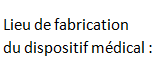 Lieu de fabrication
du dispositif médical :